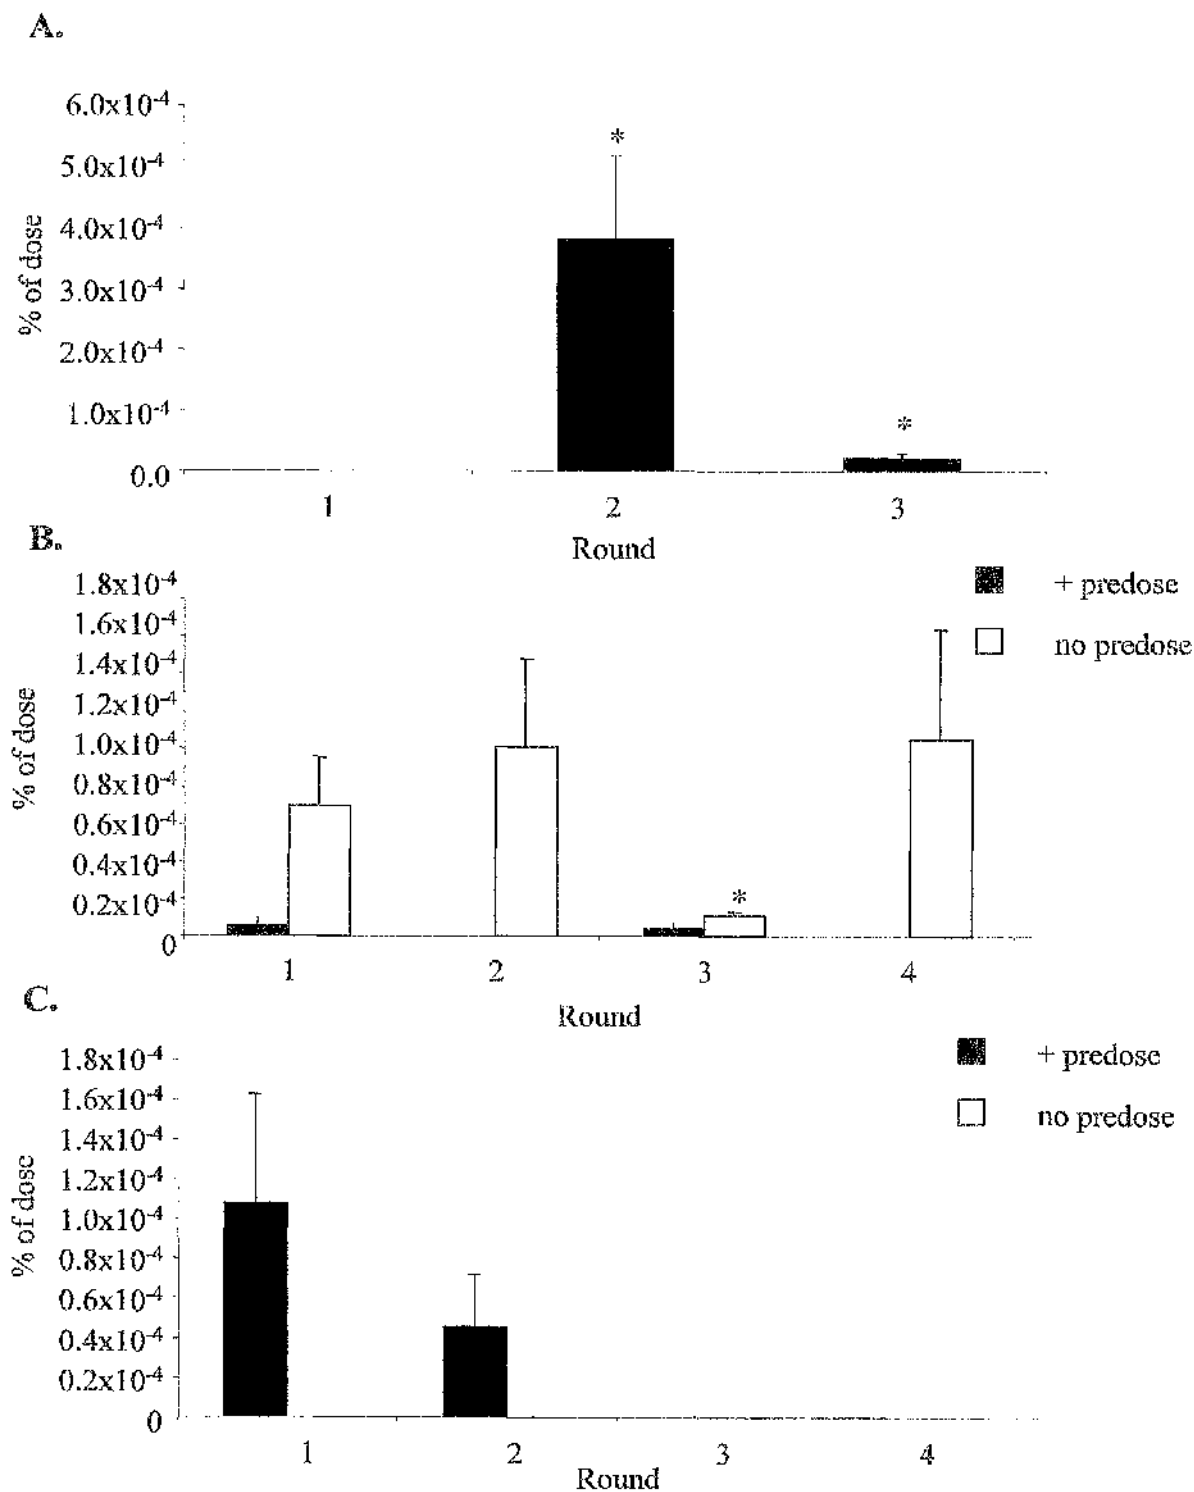 A.
6.0x10-4
5.0x10-4
4.0x10-4
3.0x10-4
2.0x10-4
1.0x10-4
0.0
% of dose
*
*
1 2 3
Round
B.
1.8x10-4
1.6x10-4
1.4x10-4
1.2x10-4
1.0x10-4
0.8x10-4
0.6x10-4
0.4x10-4
0.2x10-4
0
% of dose
+ predose
no predose
*
1 2 3 4
Round
C.
1.8x10-4
1.6x10-4
1.4x10-4
1.2x10-4
1.0x10-4
0.8x10-4
0.6x10-4
0.4x10-4
0.2x10-4
0
% of dose
+ predose
no predose
1 2 3 4
Round